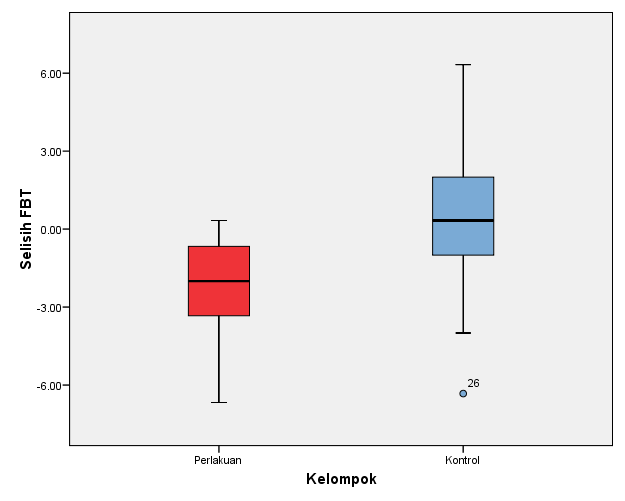 Selisih FBT
6.00
3.00
0.00
-3.00
-6.00
26
Perlakuan
Kontrol
Kelompok